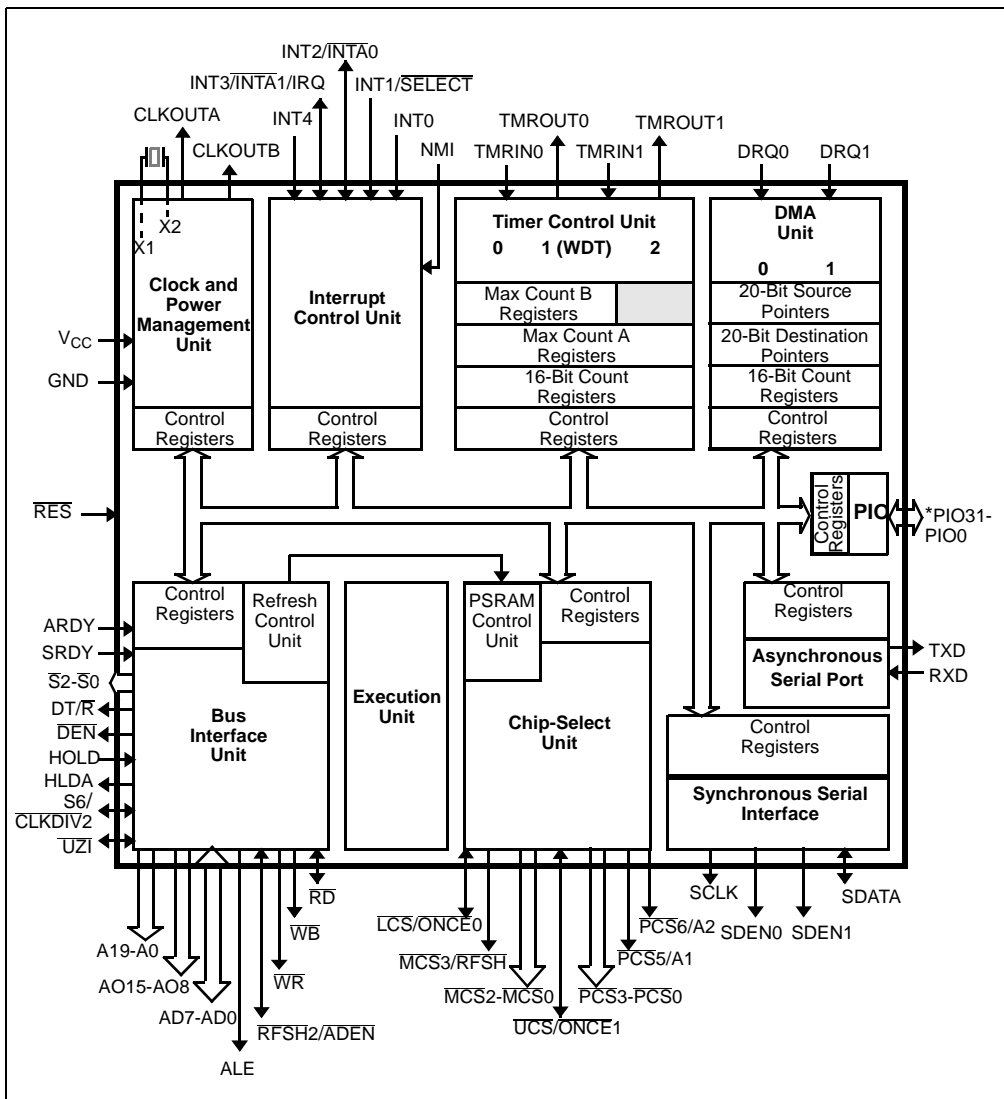 INT2/INTA0
INT3/INTA1/IRQ
INT1/SELECT
CLKOUTA
INT4
INT0
TMROUT0
TMROUT1
CLKOUTB
NMI
TMRIN0
TMRIN1
DRQ0
DRQ1
X2
X1
Clock and
Power
Management
Unit
Control
Registers
Interrupt
Control Unit
Control
Registers
Timer Control Unit
0 1 (WDT) 2
Max Count B
Registers
Max Count A
Registers
16-Bit Count
Registers
Control
Registers
DMA
Unit
0 1
20-Bit Source
Pointers
20-Bit Destination
Pointers
16-Bit Count
Registers
Control
Registers
VCC
GND
RES
Control
Registers
PIO
*PIO31-
PIO0
Control
Registers
Refresh
Control
Unit
Bus
Interface
Unit
Execution
Unit
PSRAM
Control
Unit
Control
Registers
Chip-Select
Unit
Control
Registers
Asynchronous
Serial Port
TXD
RXD
Control
Registers
Synchronous Serial
Interface
ARDY
SRDY
S2-S0
DT/R
DEN
HOLD
HLDA
S6/
CLKDIV2
UZI
RD
WB
A19-A0
WR
AO15-AO8
AD7-AD0
RFSH2/ADEN
ALE
LCS/ONCE0
MCS3/RFSH
MCS2-MCS0
UCS/ONCE1
PCS6/A2
PCS5/A1
PCS3-PCS0
SCLK
SDEN0
SDEN1
SDATA